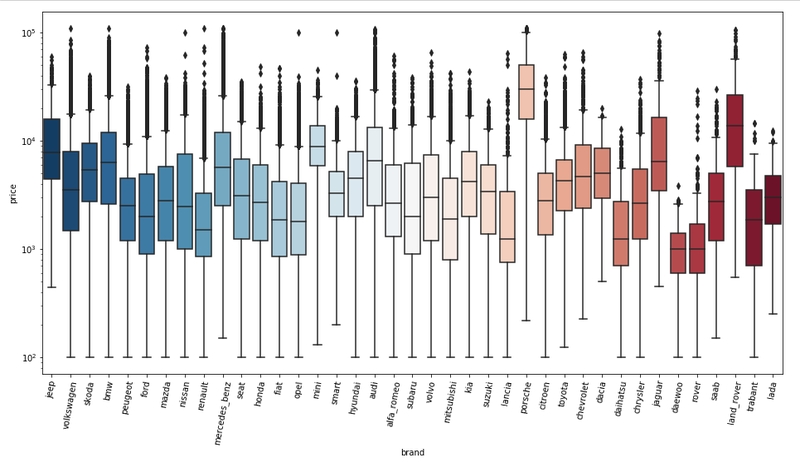 10⁵
10⁴
10³
10²
price
jeep
volkswagen
skoda
bmw
peugeot
ford
mazda
nissan
renault
mercedes_benz
seat
honda
fiat
opel
mini
smart
hyundai
audi
alfa_romeo
subaru
volvo
mitsubishi
kia
suzuki
lancia
porsche
citroen
toyota
chevrolet
dacia
daihatsu
chrysler
jaguar
daewoo
rover
saab
land_rover
trabant
lada
brand